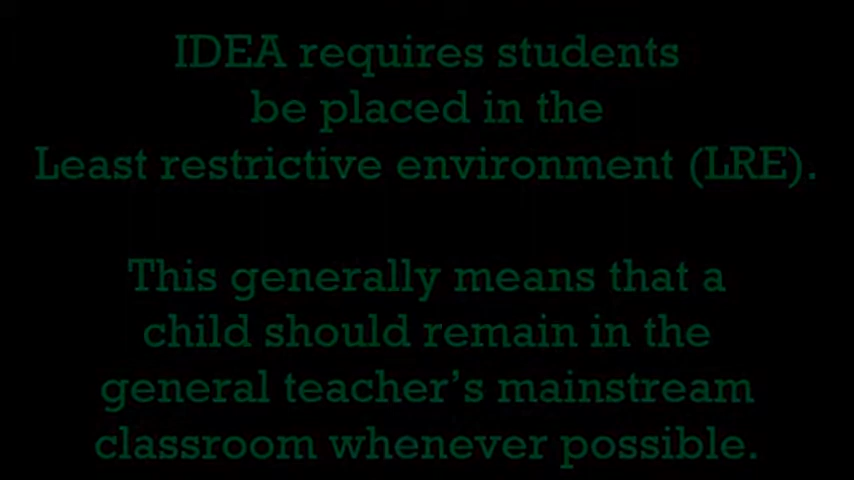 IDEA requires students
be placed in the
Least restrictive environment (LRE).
This generally means that a
child should remain in the
general teacher's mainstream
classroom whenever possible.